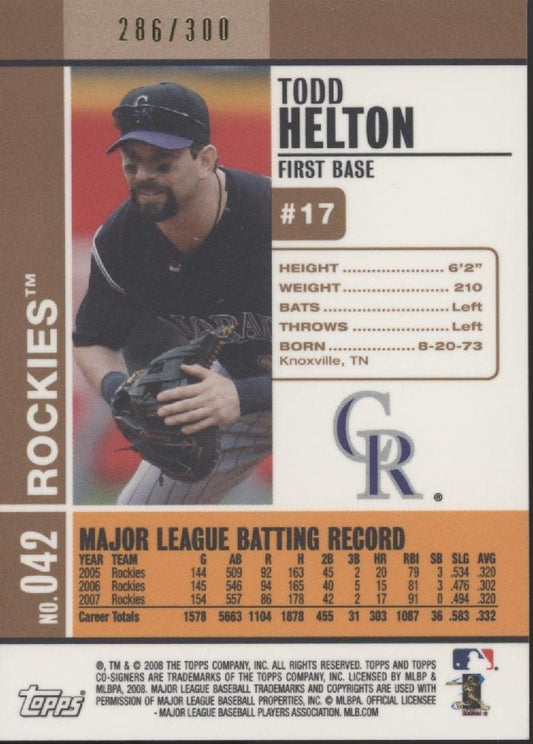 286/300
TODD
HELTON
FIRST BASE
#17
HEIGHT 6'2"
WEIGHT 210
BATS Left
THROWS Left
BORN 8-20-73
Knoxville, TN
CR®
ROCKIES™
NO. 042
MAJOR LEAGUE BATTING RECORD
YEAR TEAM G AB R H 2B 3B HR RBI SB SLG AVG
2005 Rockies 144 509 92 163 45 2 20 79 3 .534 .320
2006 Rockies 145 546 94 165 40 5 15 81 3 .476 .302
2007 Rockies 154 557 86 178 42 2 17 91 0 .494 .320
Career Totals 1578 5663 1104 1878 455 31 303 1087 36 .583 .332
®, TM & © 2008 THE TOPPS COMPANY, INC. ALL RIGHTS RESERVED. TOPPS AND TOPPS
CO-SIGNERS ARE TRADEMARKS OF THE TOPPS COMPANY, INC. LICENSED BY MLBP &
MLBPA, 2008. MAJOR LEAGUE BASEBALL TRADEMARKS AND COPYRIGHTS ARE USED WITH
PERMISSION OF MAJOR LEAGUE BASEBALL PROPERTIES, INC. © MLBPA. OFFICIAL LICENSEE
- MAJOR LEAGUE BASEBALL PLAYERS ASSOCIATION. MLB.COM
Topps